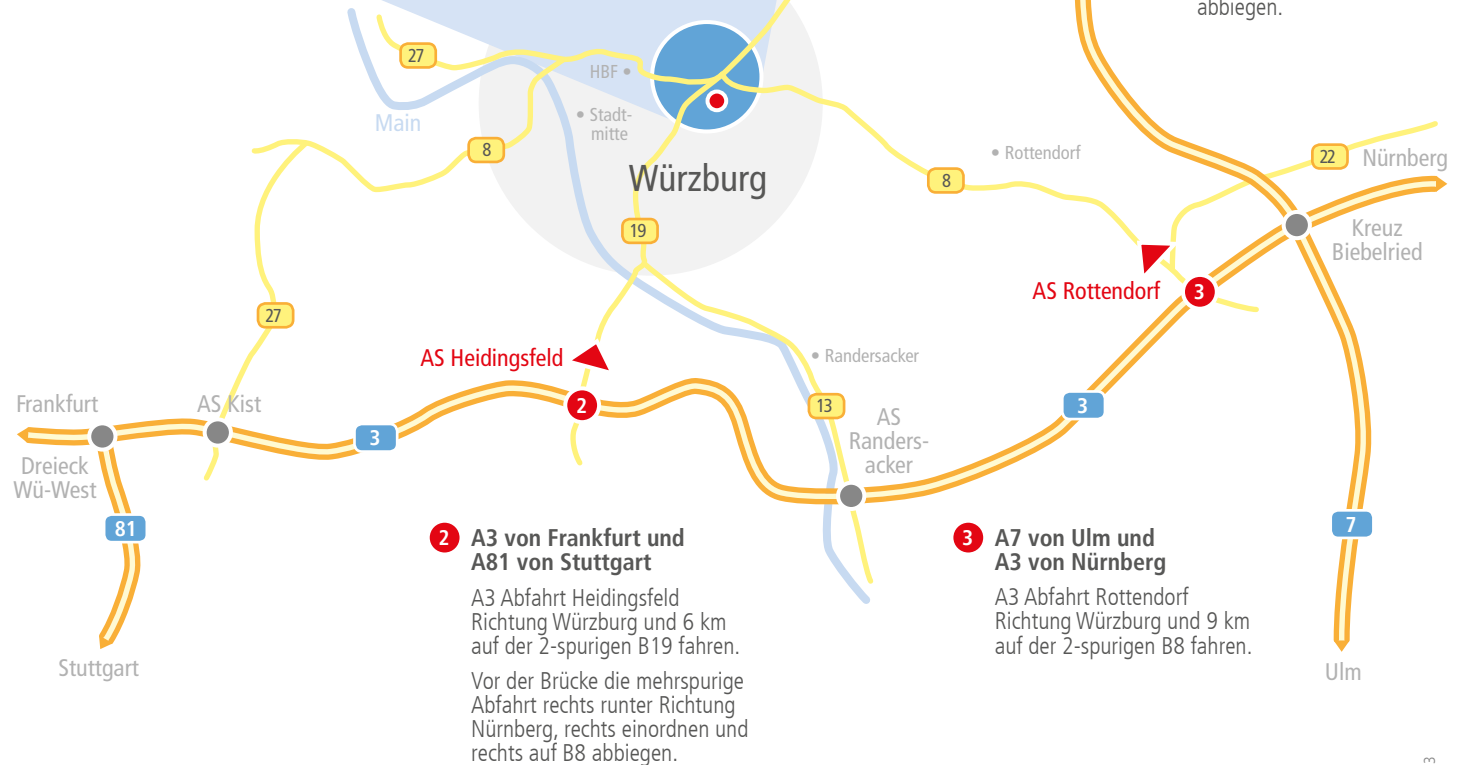 abbiegen.
27
HBF
Main
Stadt-
mitte
8
Würzburg
Rottendorf
8
22
Nürnberg
19
Kreuz
Biebelried
AS Rottendorf
3
27
AS Heidingsfeld
Randersacker
2
Frankfurt
AS Kist
3
13
3
AS
Randers-
acker
Dreieck
Wü-West
81
7
Stuttgart
Ulm
2 A3 von Frankfurt und
A81 von Stuttgart
A3 Abfahrt Heidingsfeld
Richtung Würzburg und 6 km
auf der 2-spurigen B19 fahren.
Vor der Brücke die mehrspurige
Abfahrt rechts runter Richtung
Nürnberg, rechts einordnen und
rechts auf B8 abbiegen.
3 A7 von Ulm und
A3 von Nürnberg
A3 Abfahrt Rottendorf
Richtung Würzburg und 9 km
auf der 2-spurigen B8 fahren.